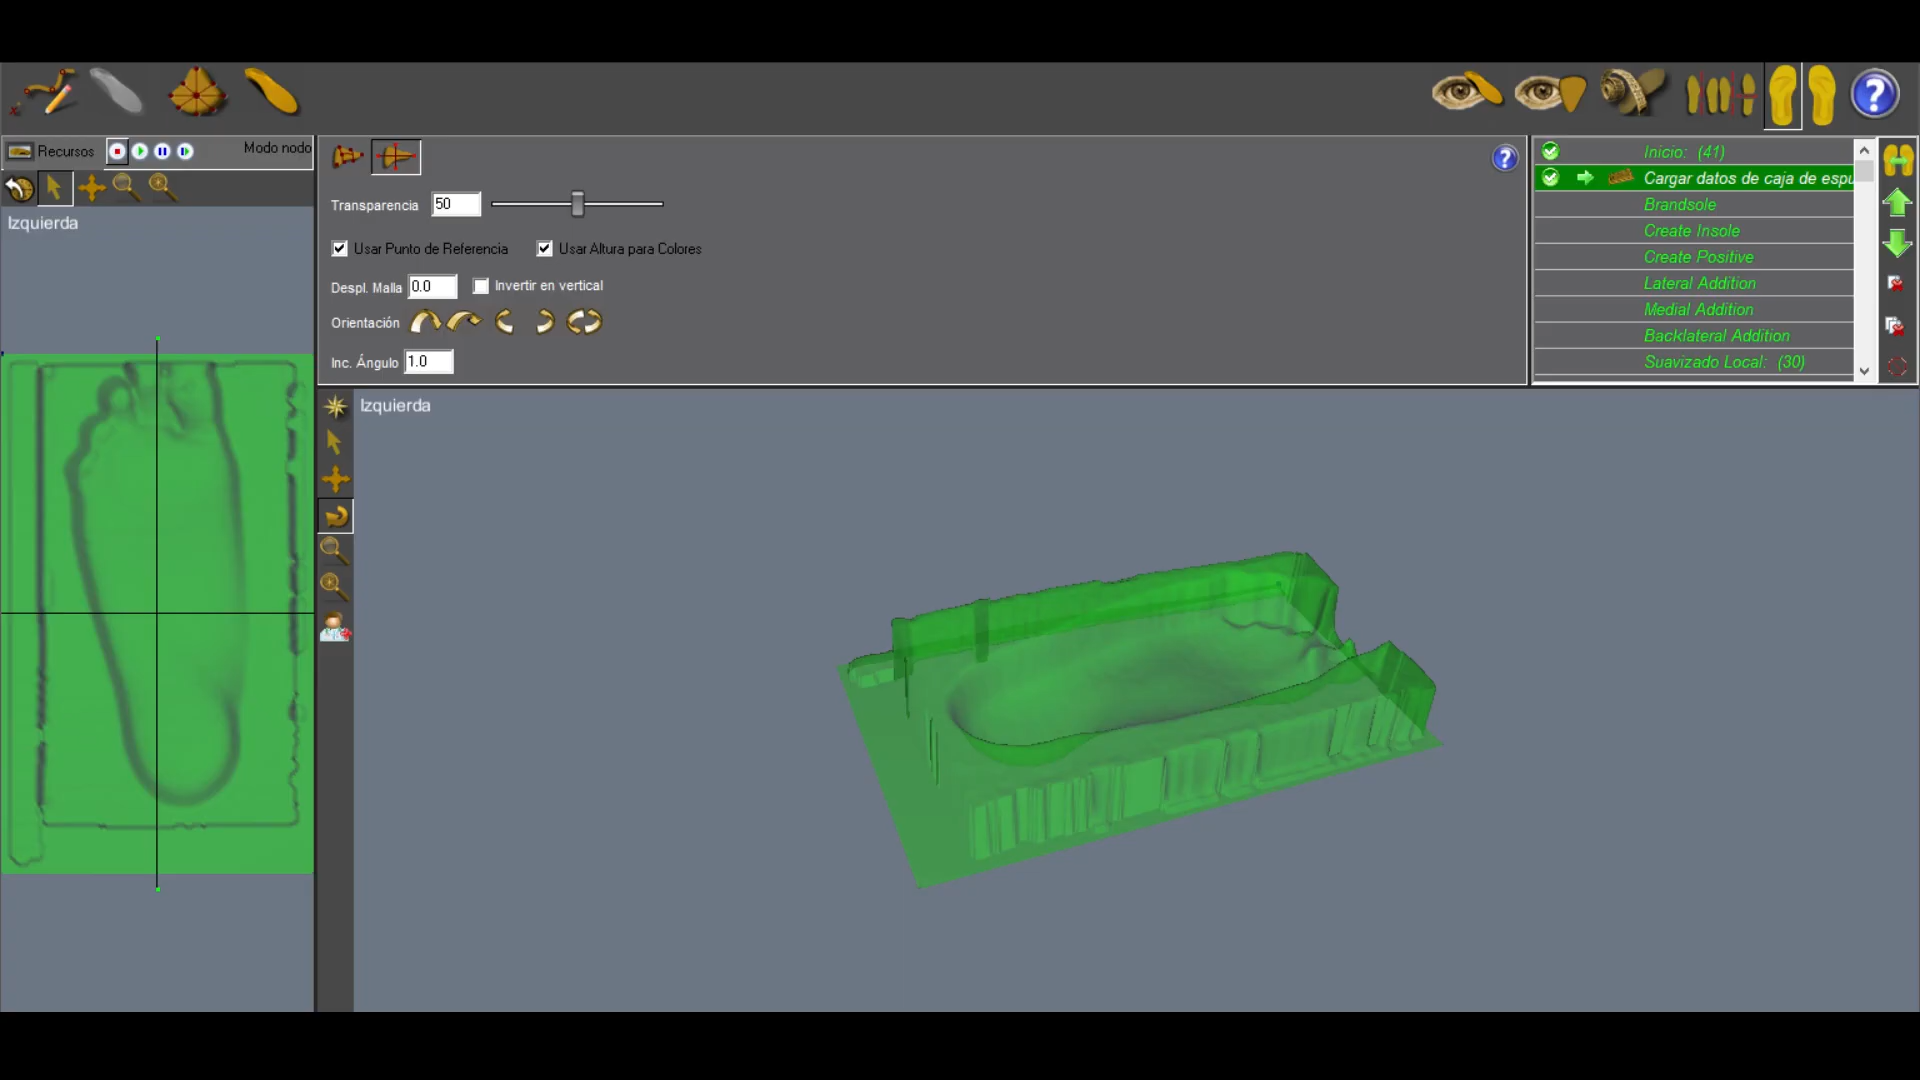 Recursos
Modo nodo
Izquierda
Transparencia 50
Usar Punto de Referencia Usar Altura para Colores
Despl. Malla 0.0 Invertir en vertical
Orientación
Inc. Ángulo 1.0
Inicio: (41)
Cargar datos de caja de espu
Brandsole
Create Insole
Create Positive
Lateral Addition
Medial Addition
Backlateral Addition
Suavizado Local: (30)
Izquierda